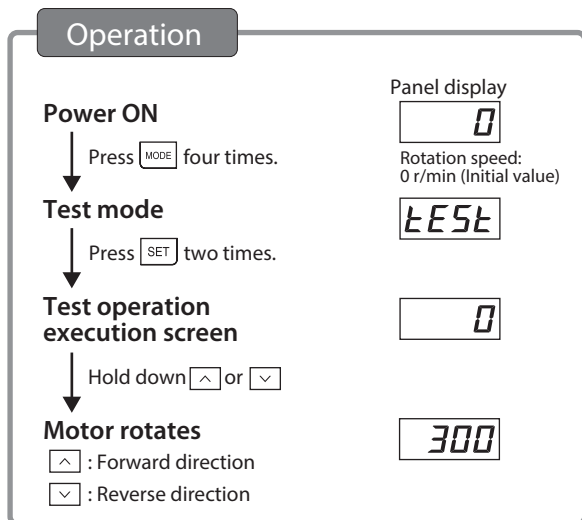 Operation
Panel display
Power ON
0
Press MODE four times.
Rotation speed:
0 r/min (Initial value)
Test mode
tESt
Press SET two times.
Test operation
execution screen
0
Hold down ^ or ⌄
Motor rotates
300
^ : Forward direction
⌄ : Reverse direction